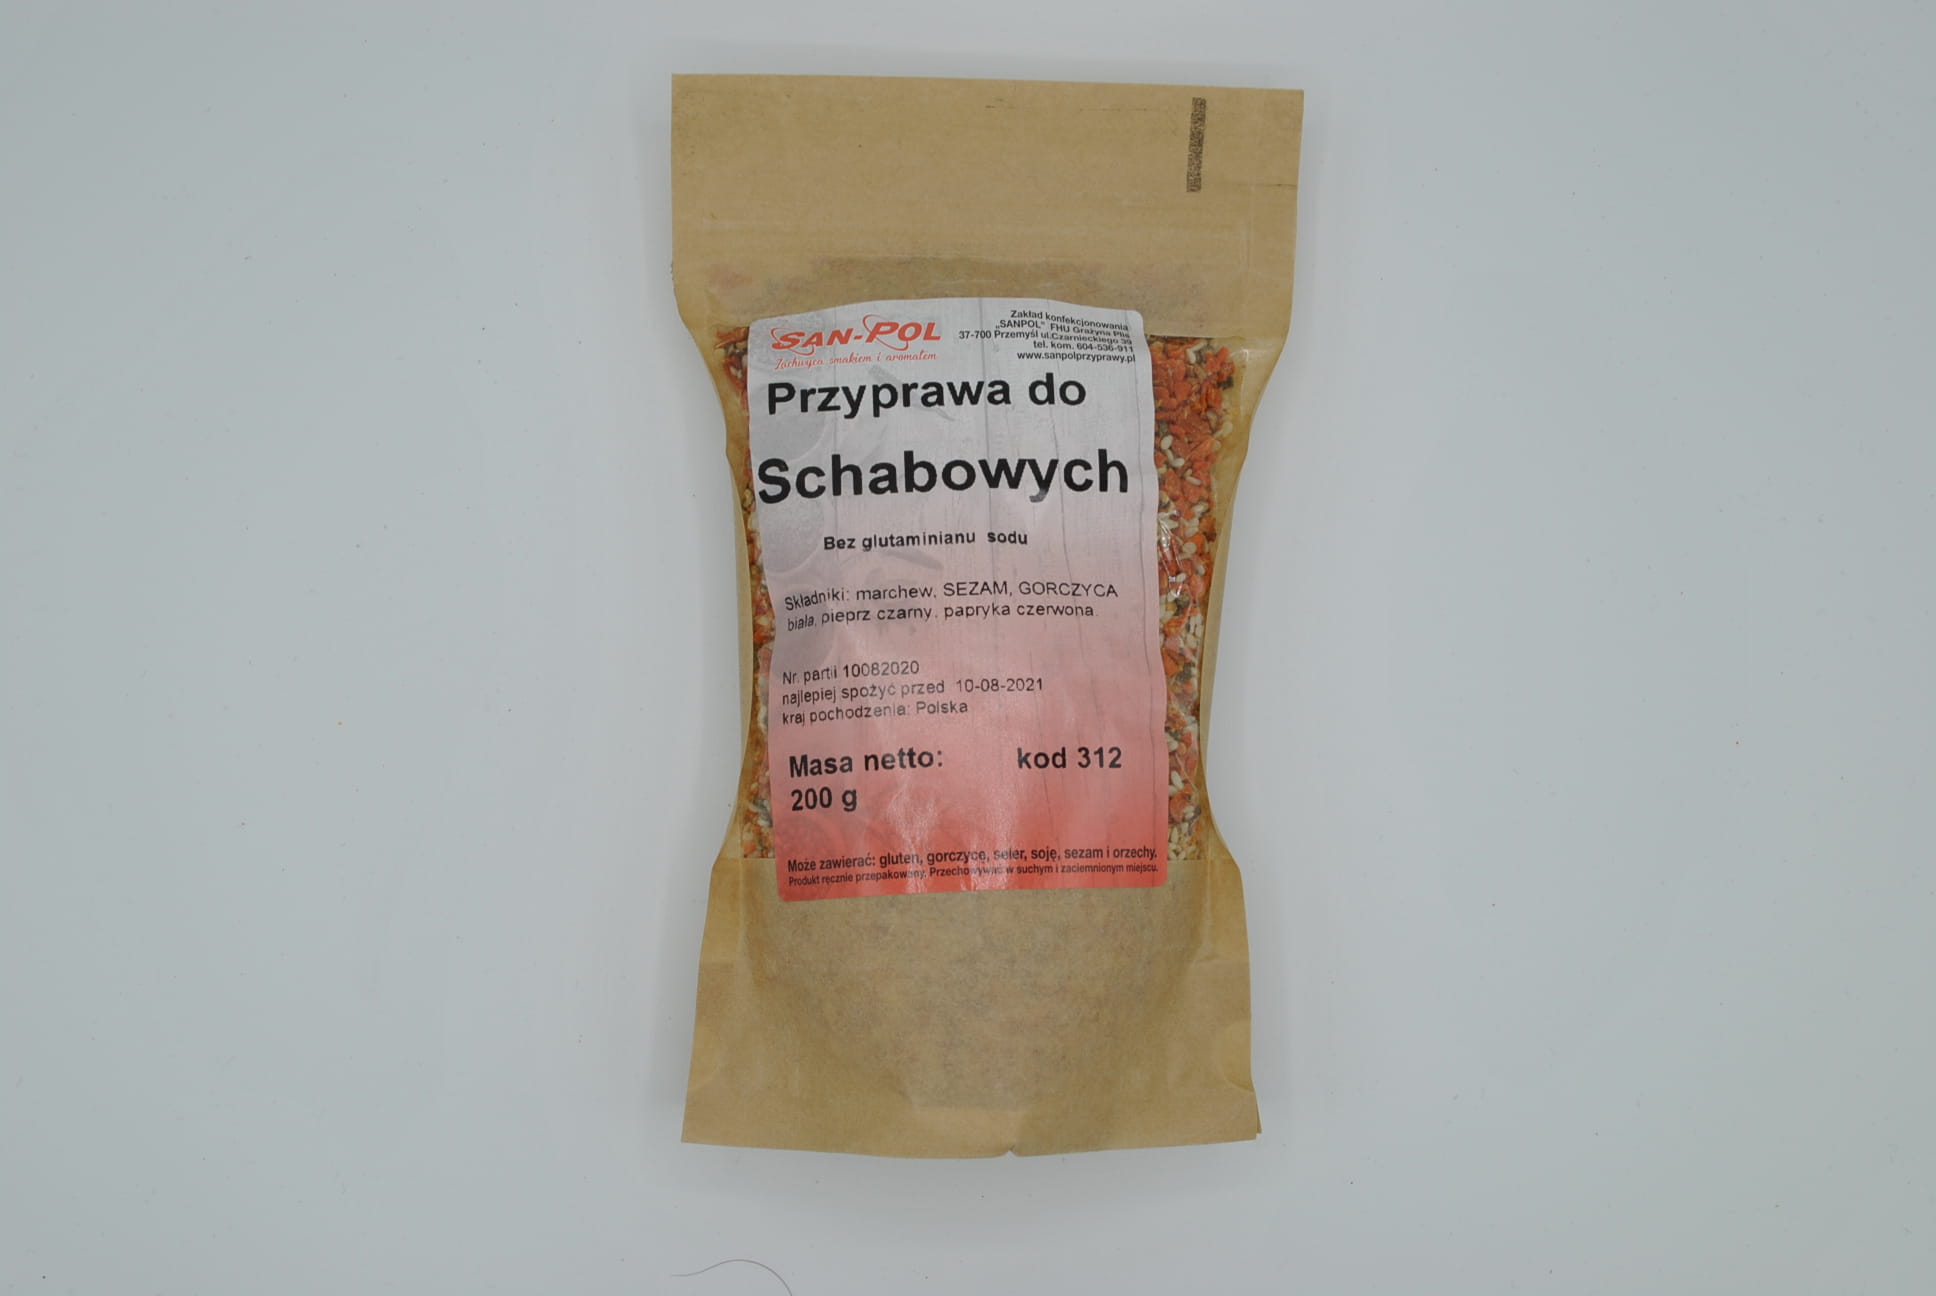 SAN-POL
Zachwyca smakiem i aromatem
Zakład konfekcjonowania
„SANPOL" FHU Grażyna Pils
37-700 Przemyśl ul.Czarnieckiego 39
tel. kom. 604-536-911
www.sanpolprzyprawy.pl
Przyprawa do
Schabowych
Bez glutaminianu sodu
Składniki: marchew, SEZAM, GORCZYCA
biała, pieprz czarny, papryka czerwona.
Nr. partii 10082020
najlepiej spożyć przed 10-08-2021
kraj pochodzenia: Polska
Masa netto: kod 312
200 g
Może zawierać: gluten, gorczycę, seler, soję, sezam i orzechy.
Produkt ręcznie przepakowany. Przechowywać w suchym i zaciemnionym miejscu.